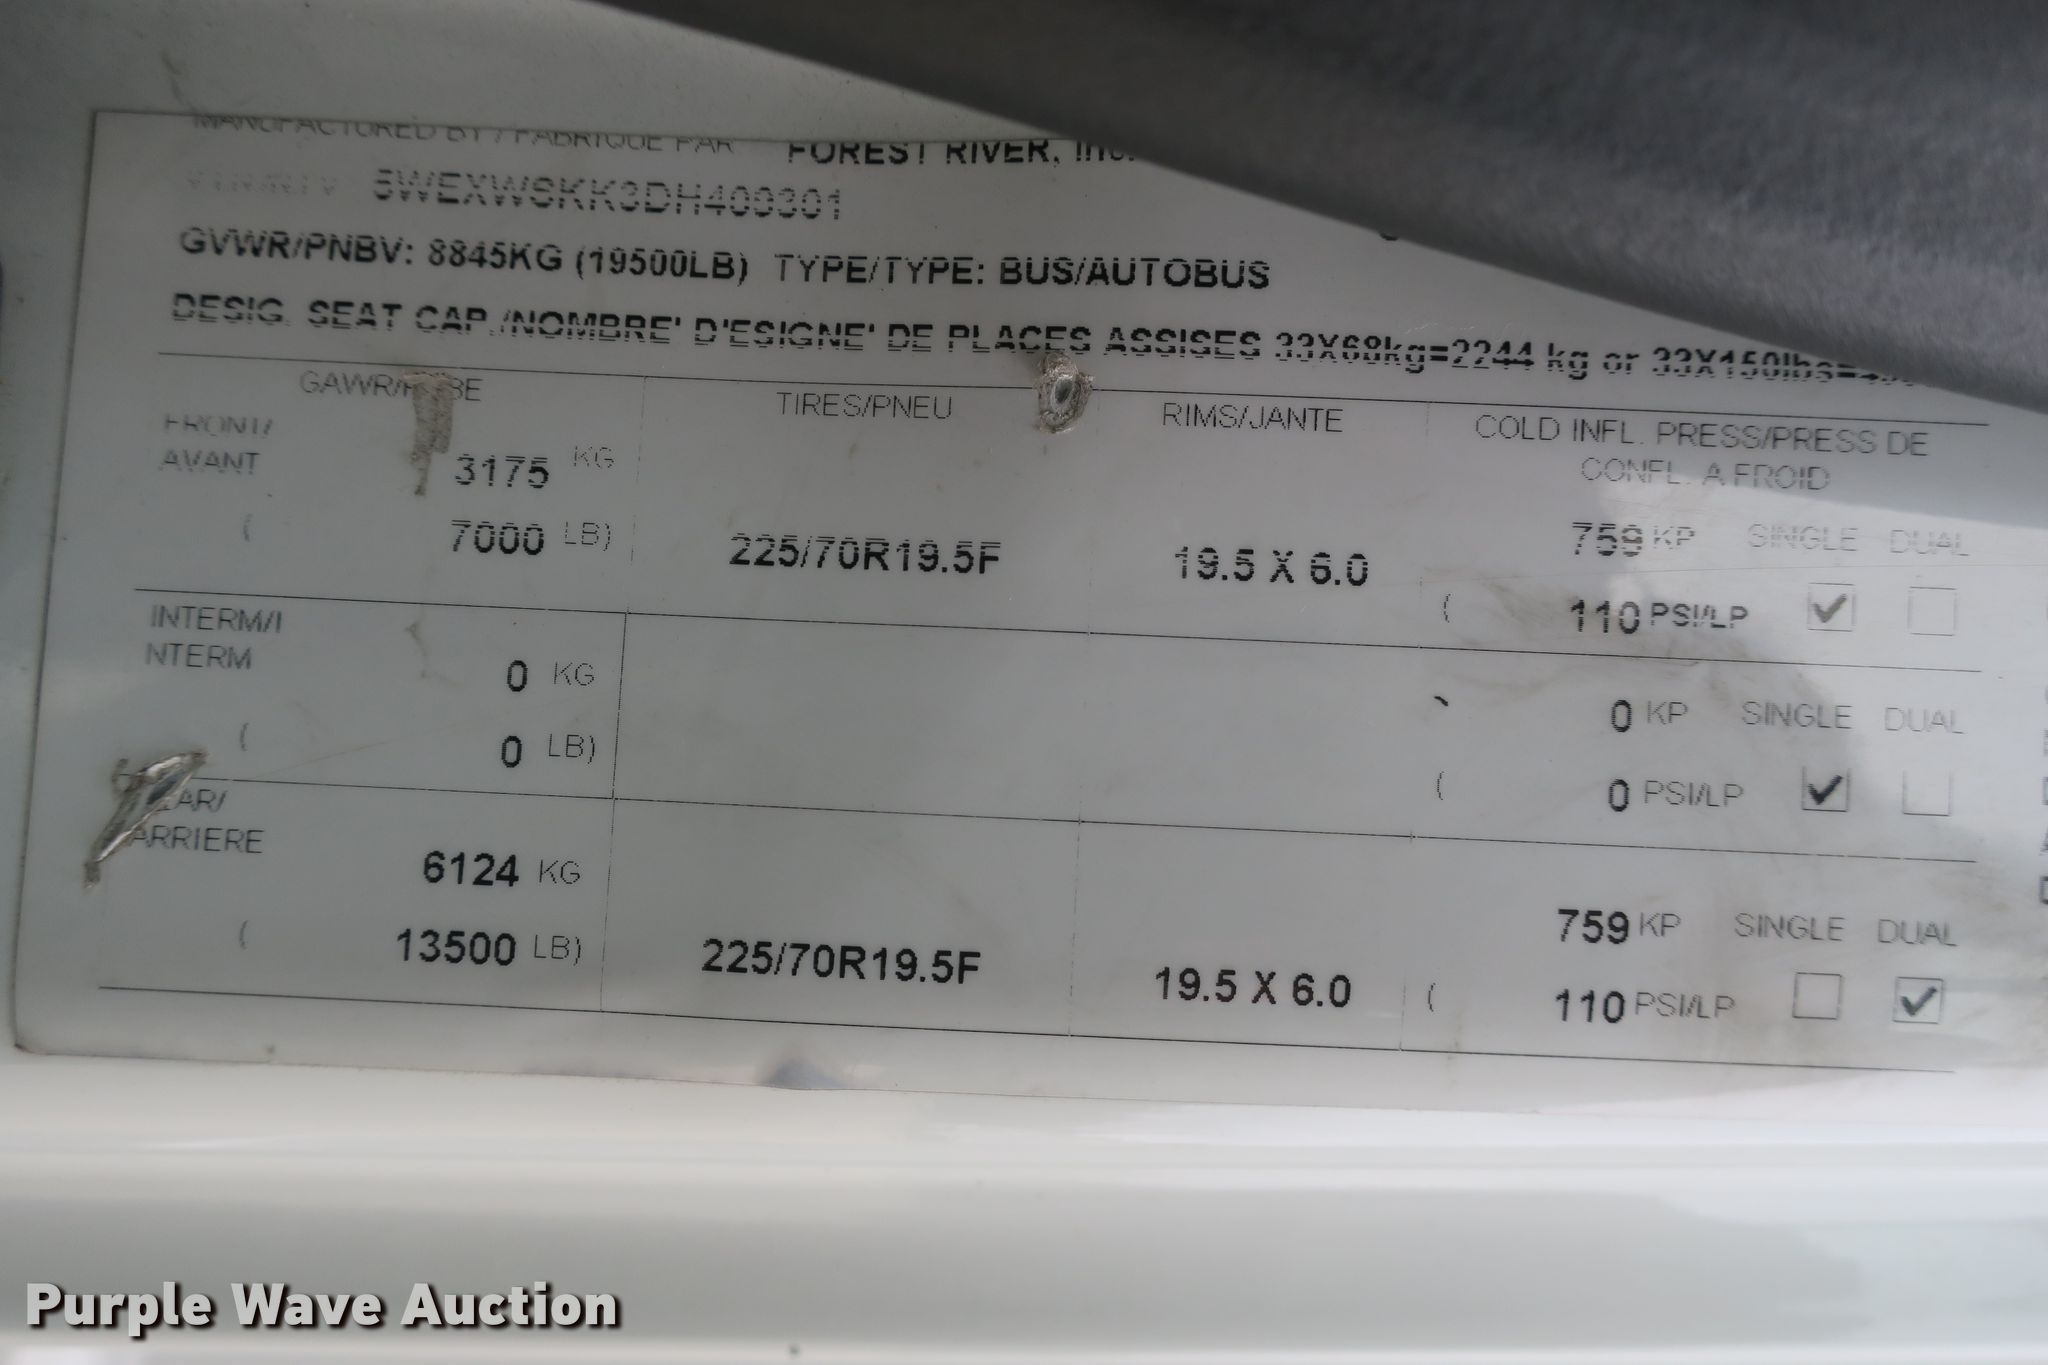 MANUFACTURED BY / FABRIQUE PAR FOREST RIVER, Inc.
GVWR/PNBV: 8845KG (19500LB) TYPE/TYPE: BUS/AUTOBUS
DESIG. SEAT CAP./NOMBRE' D'ESIGNE' DE PLACES ASSISES 33X68kg=2244 kg or 33X150lbs=
GAWR/ TIRES/PNEU RIMS/JANTE COLD INFL. PRESS/PRESS DE
CONFL. A FROID
FRONT/
AVANT 3175 KG
( 7000 LB) 225/70R19.5F 19.5 X 6.0 759 KP SINGLE DUAL
( 110 PSI/LP ✓
INTERM/I
NTERM 0 KG 0 KP SINGLE DUAL
( 0 LB) ( 0 PSI/LP ✓
ARRIERE
6124 KG 759 KP SINGLE DUAL
( 13500 LB) 225/70R19.5F 19.5 X 6.0 ( 110 PSI/LP ✓
Purple Wave Auction